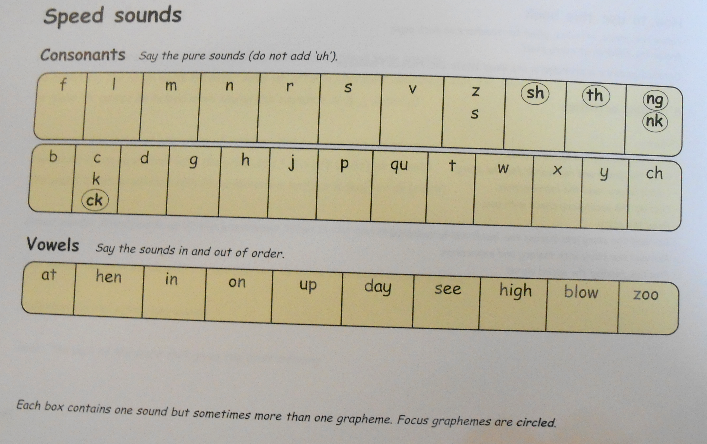 Speed sounds
Consonants Say the pure sounds (do not add 'uh').
f l m n r s v z sh th ng
s nk
b c d g h j p qu t w x y ch
k
ck
Vowels Say the sounds in and out of order.
at hen in on up day see high blow zoo
Each box contains one sound but sometimes more than one grapheme. Focus graphemes are circled.